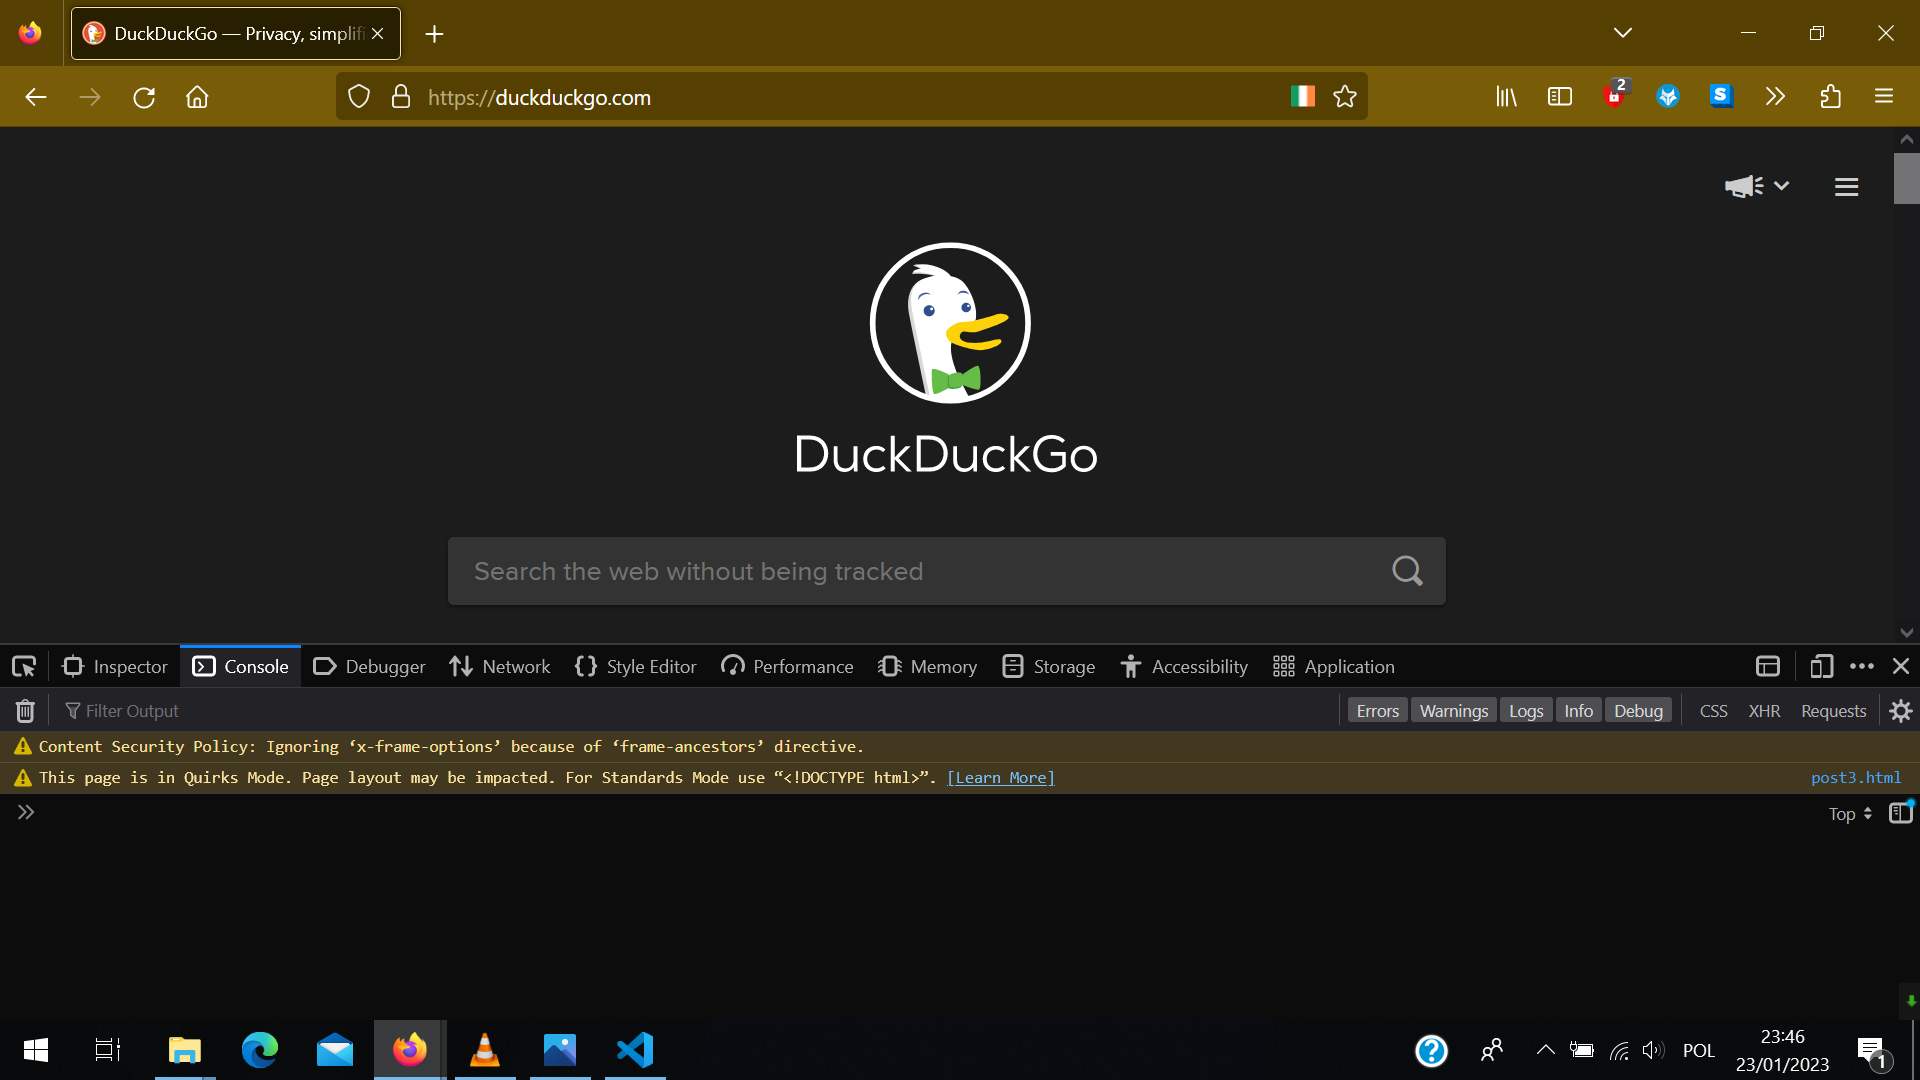 DuckDuckGo — Privacy, simplifi
https://duckduckgo.com
2
S
DuckDuckGo
Search the web without being tracked
Inspector
Console
Debugger
Network
Style Editor
Performance
Memory
Storage
Accessibility
Application
Filter Output
Errors
Warnings
Logs
Info
Debug
CSS
XHR
Requests
Content Security Policy: Ignoring ‘x-frame-options’ because of ‘frame-ancestors’ directive.
This page is in Quirks Mode. Page layout may be impacted. For Standards Mode use “<!DOCTYPE html>”. [Learn More]
post3.html
Top
POL
23:46
23/01/2023
1